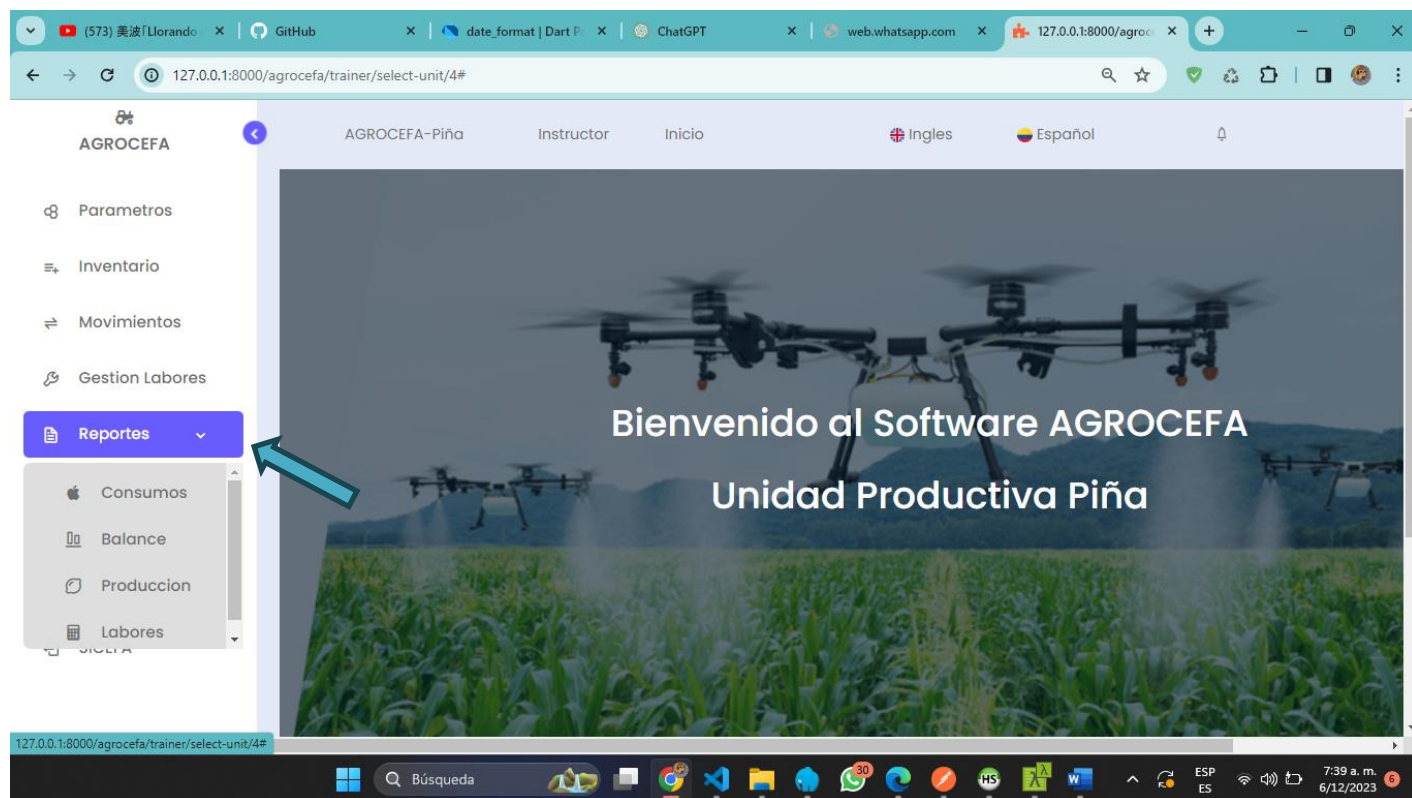 (573) 美波「Llorando
GitHub
date_format | Dart P
ChatGPT
web.whatsapp.com
127.0.0.1:8000/agroc
127.0.0.1:8000/agrocefa/trainer/select-unit/4#
AGROCEFA
AGROCEFA-Piña
Instructor
Inicio
Ingles
Español
Parametros
Inventario
Movimientos
Gestion Labores
Reportes
Consumos
Balance
Produccion
Labores
SICEFA
Bienvenido al Software AGROCEFA
Unidad Productiva Piña
127.0.0.1:8000/agrocefa/trainer/select-unit/4#
Búsqueda
30
HS
W
ESP
ES
7:39 a. m.
6/12/2023
6